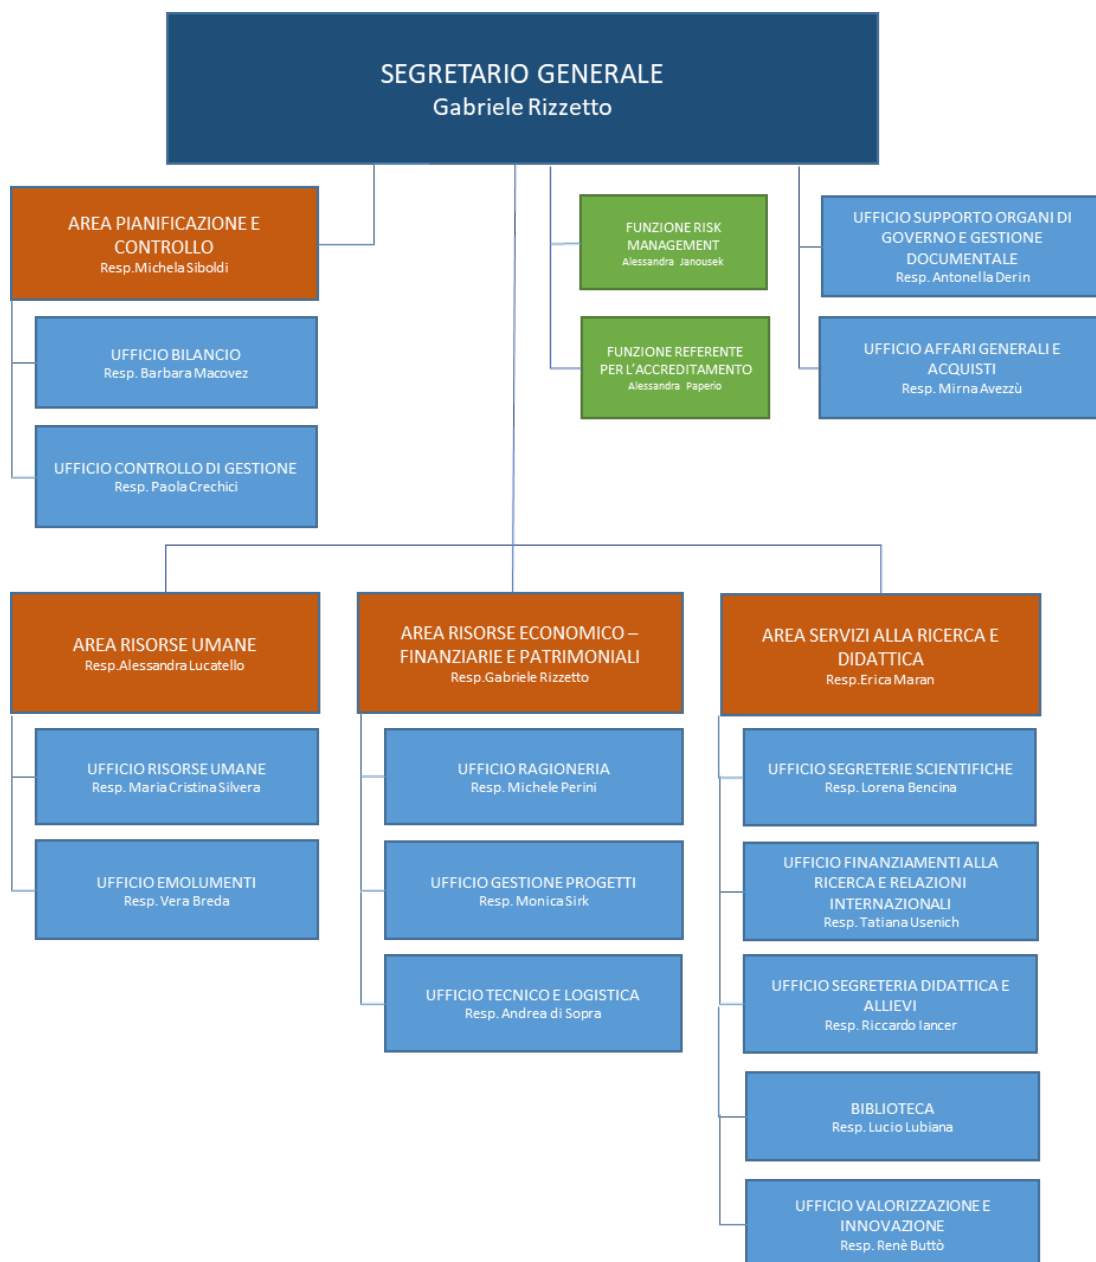 SEGRETARIO GENERALE
Gabriele Rizzetto
AREA PIANIFICAZIONE E
CONTROLLO
Resp.Michela Siboldi
UFFICIO BILANCIO
Resp. Barbara Macovez
UFFICIO CONTROLLO DI GESTIONE
Resp. Paola Crechici
FUNZIONE RISK
MANAGEMENT
Alessandra Janousek
FUNZIONE REFERENTE
PER L’ACCREDITAMENTO
Alessandra Paperio
UFFICIO SUPPORTO ORGANI DI
GOVERNO E GESTIONE
DOCUMENTALE
Resp. Antonella Derin
UFFICIO AFFARI GENERALI E
ACQUISTI
Resp. Mirna Avezzù
AREA RISORSE UMANE
Resp.Alessandra Lucatello
UFFICIO RISORSE UMANE
Resp. Maria Cristina Silvera
UFFICIO EMOLUMENTI
Resp. Vera Breda
AREA RISORSE ECONOMICO –
FINANZIARIE E PATRIMONIALI
Resp.Gabriele Rizzetto
UFFICIO RAGIONERIA
Resp. Michele Perini
UFFICIO GESTIONE PROGETTI
Resp. Monica Sirk
UFFICIO TECNICO E LOGISTICA
Resp. Andrea di Sopra
AREA SERVIZI ALLA RICERCA E
DIDATTICA
Resp.Erica Maran
UFFICIO SEGRETERIE SCIENTIFICHE
Resp. Lorena Bencina
UFFICIO FINANZIAMENTI ALLA
RICERCA E RELAZIONI
INTERNAZIONALI
Resp. Tatiana Usenich
UFFICIO SEGRETERIA DIDATTICA E
ALLIEVI
Resp. Riccardo Iancer
BIBLIOTECA
Resp. Lucio Lubiana
UFFICIO VALORIZZAZIONE E
INNOVAZIONE
Resp. Renè Buttò